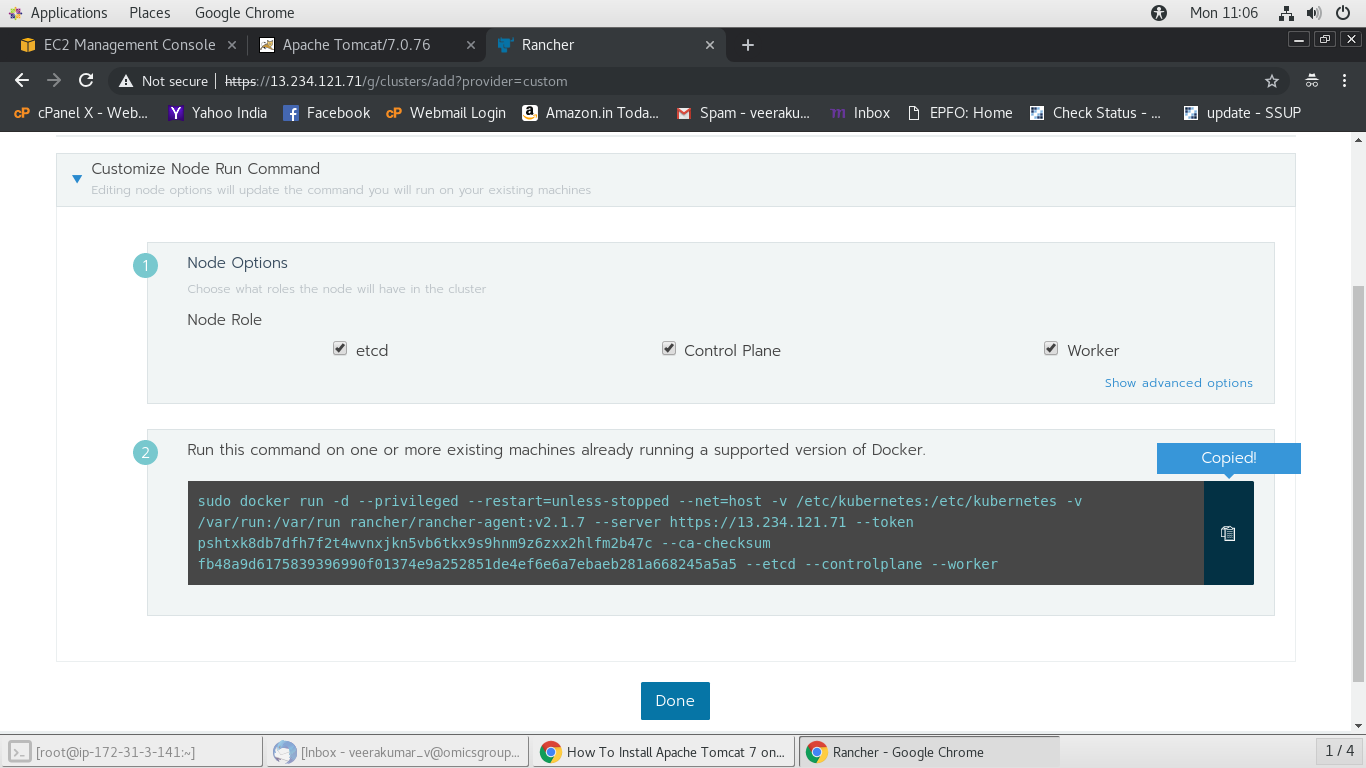 Applications Places Google Chrome Mon 11:06
EC2 Management Console Apache Tomcat/7.0.76 Rancher
Not secure https://13.234.121.71/g/clusters/add?provider=custom
cP cPanel X - Web... Yahoo India Facebook cP Webmail Login Amazon.in Toda... Spam - veeraku... m Inbox EPFO: Home Check Status - ... update - SSUP
Customize Node Run Command
Editing node options will update the command you will run on your existing machines
1 Node Options
Choose what roles the node will have in the cluster
Node Role
etcd Control Plane Worker
Show advanced options
2 Run this command on one or more existing machines already running a supported version of Docker.
Copied!
sudo docker run -d --privileged --restart=unless-stopped --net=host -v /etc/kubernetes:/etc/kubernetes -v
/var/run:/var/run rancher/rancher-agent:v2.1.7 --server https://13.234.121.71 --token
pshtxk8db7dfh7f2t4wvnxjkn5vb6tkx9s9hnm9z6zxx2hlfm2b47c --ca-checksum
fb48a9d6175839396990f01374e9a252851de4ef6e6a7ebaeb281a668245a5a5 --etcd --controlplane --worker
Done
[root@ip-172-31-3-141:~] [Inbox - veerakumar_v@omicsgroup... How To Install Apache Tomcat 7 on... Rancher - Google Chrome 1 / 4